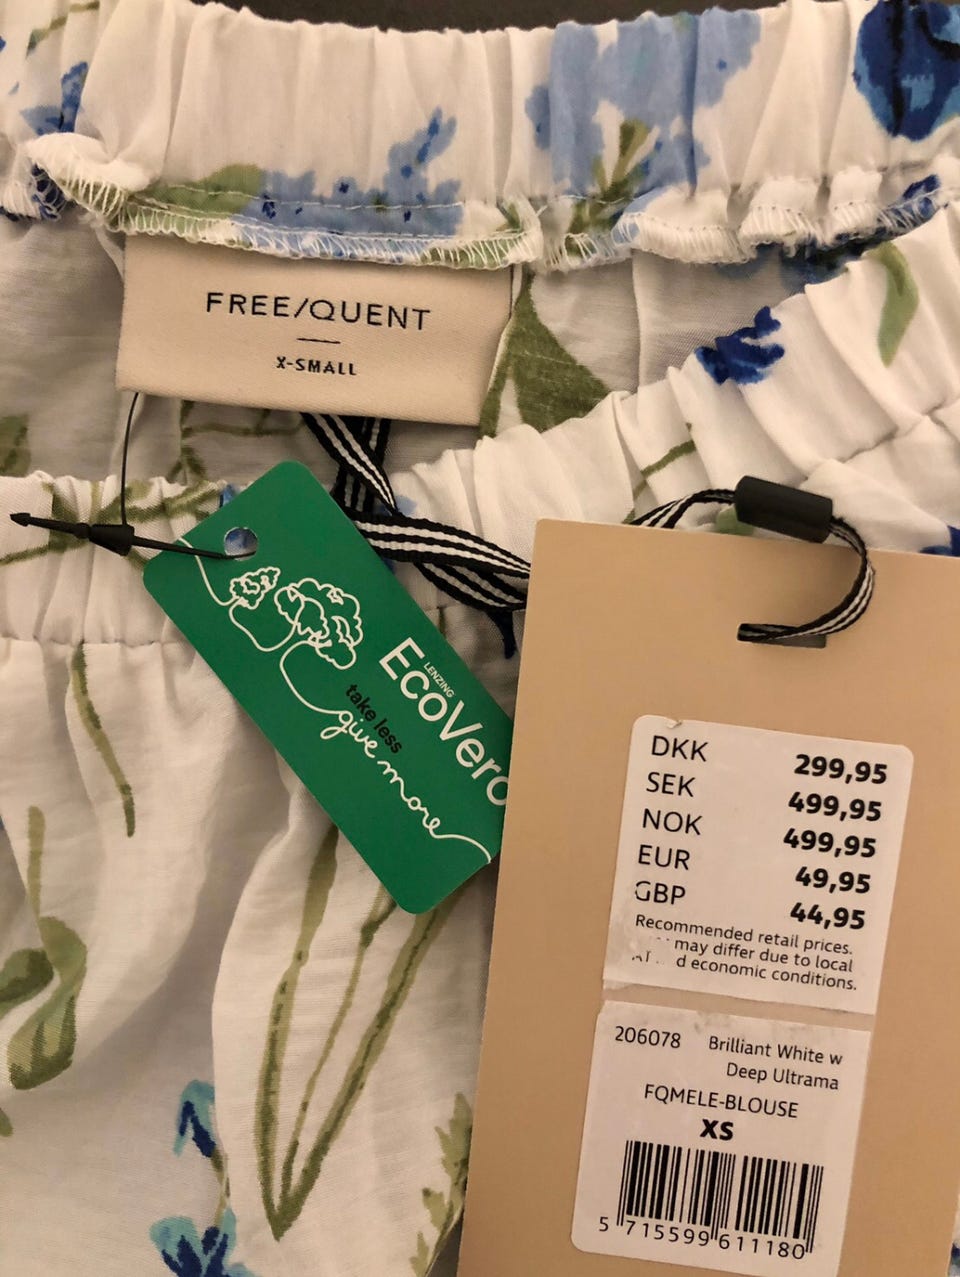 FREE/QUENT
X-SMALL
LENZING
EcoVero
take less
give more
DKK 299,95
SEK 499,95
NOK 499,95
EUR 49,95
GBP 44,95
Recommended retail prices.
may differ due to local
d economic conditions.
206078 Brilliant White w
Deep Ultrama
FQMELE-BLOUSE
XS
5 715599 611180